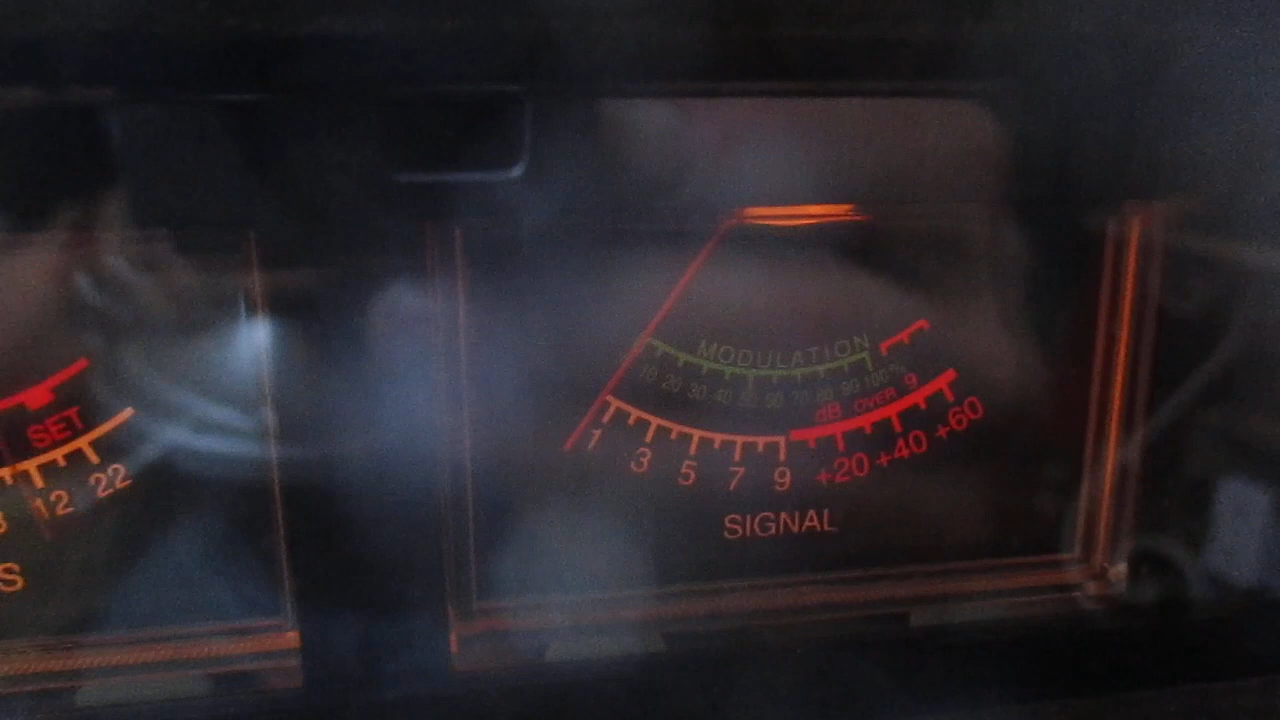 MODULATION
10 20 30 40 50 60 70 80 90 100%
dB OVER 9
1 3 5 7 9 +20 +40 +60
SIGNAL
SET
12 22
S